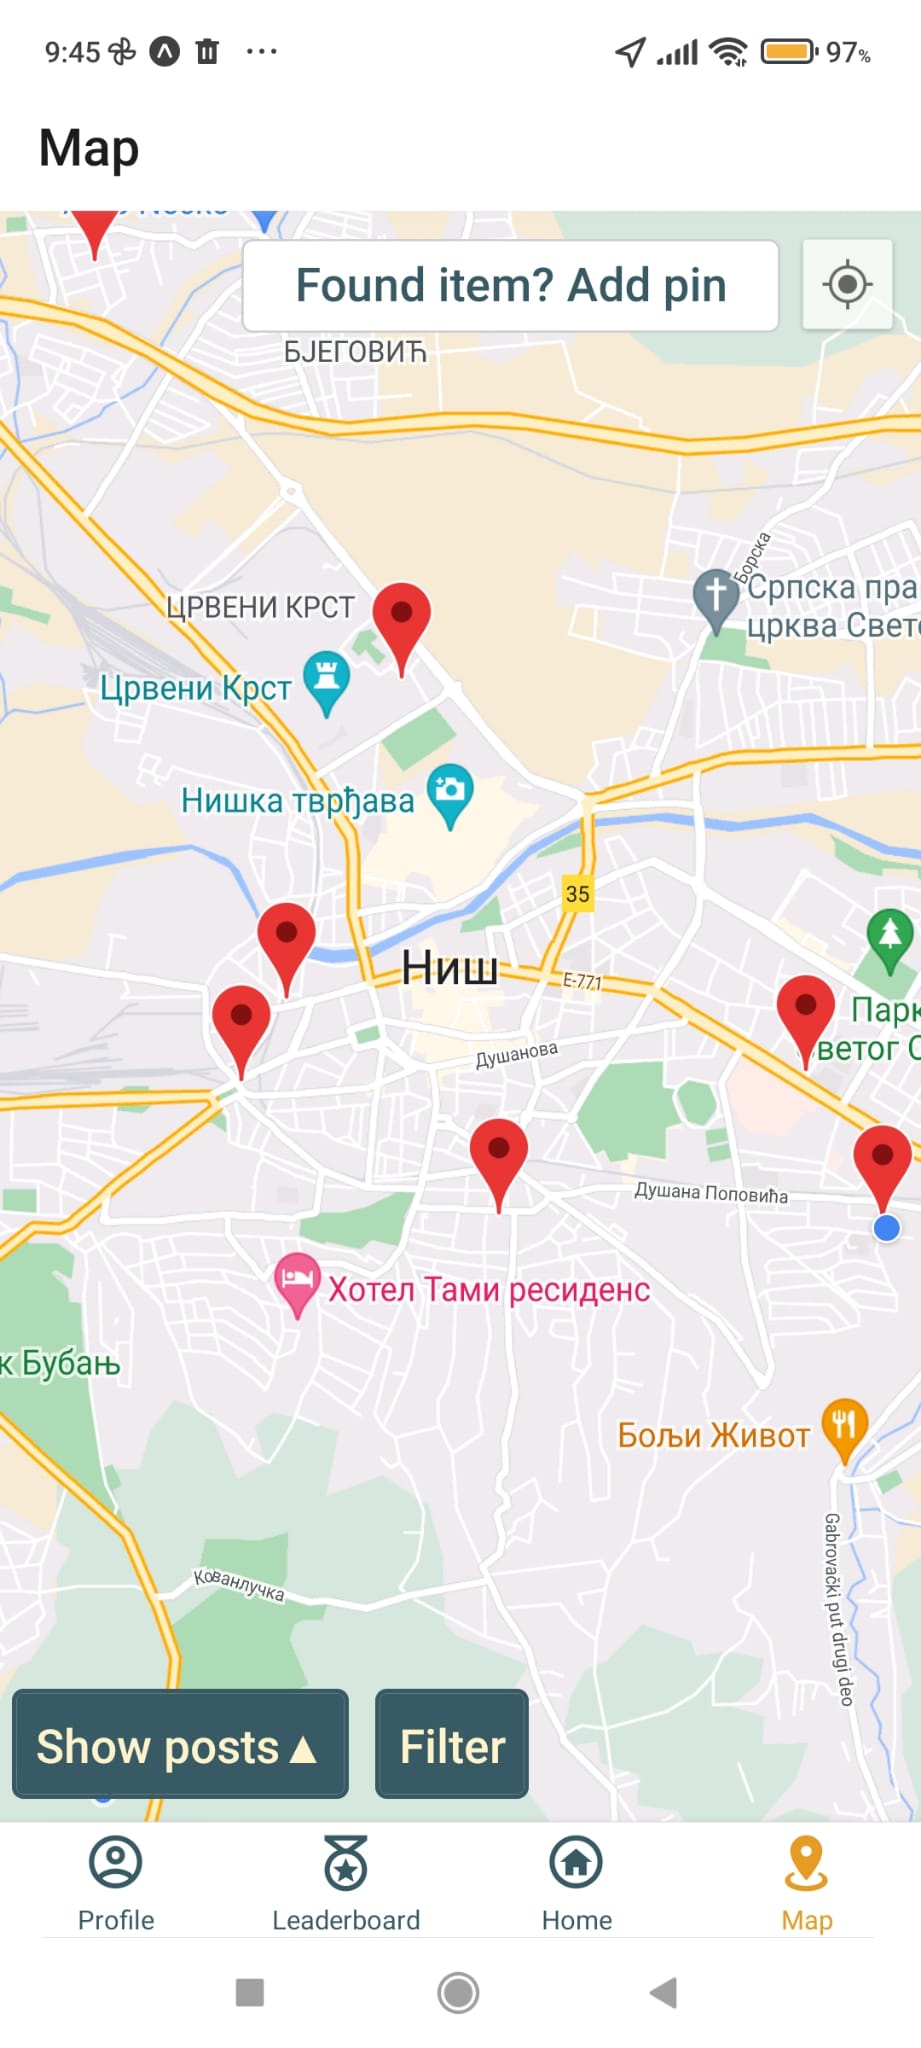 9:45
97%
Map
Found item? Add pin
БЈЕГОВИЋ
Борска
Српска пра
црква Свет
ЦРВЕНИ КРСТ
Црвени Крст
Нишка тврђава
35
Ниш
E-771
Парк
ветог С
Душанова
Душана Поповића
Хотел Тами ресиденс
к Бубањ
Бољи Живот
Gabrovački put drugi deo
Кованлучка
Show posts ▲
Filter
Profile
Leaderboard
Home
Map